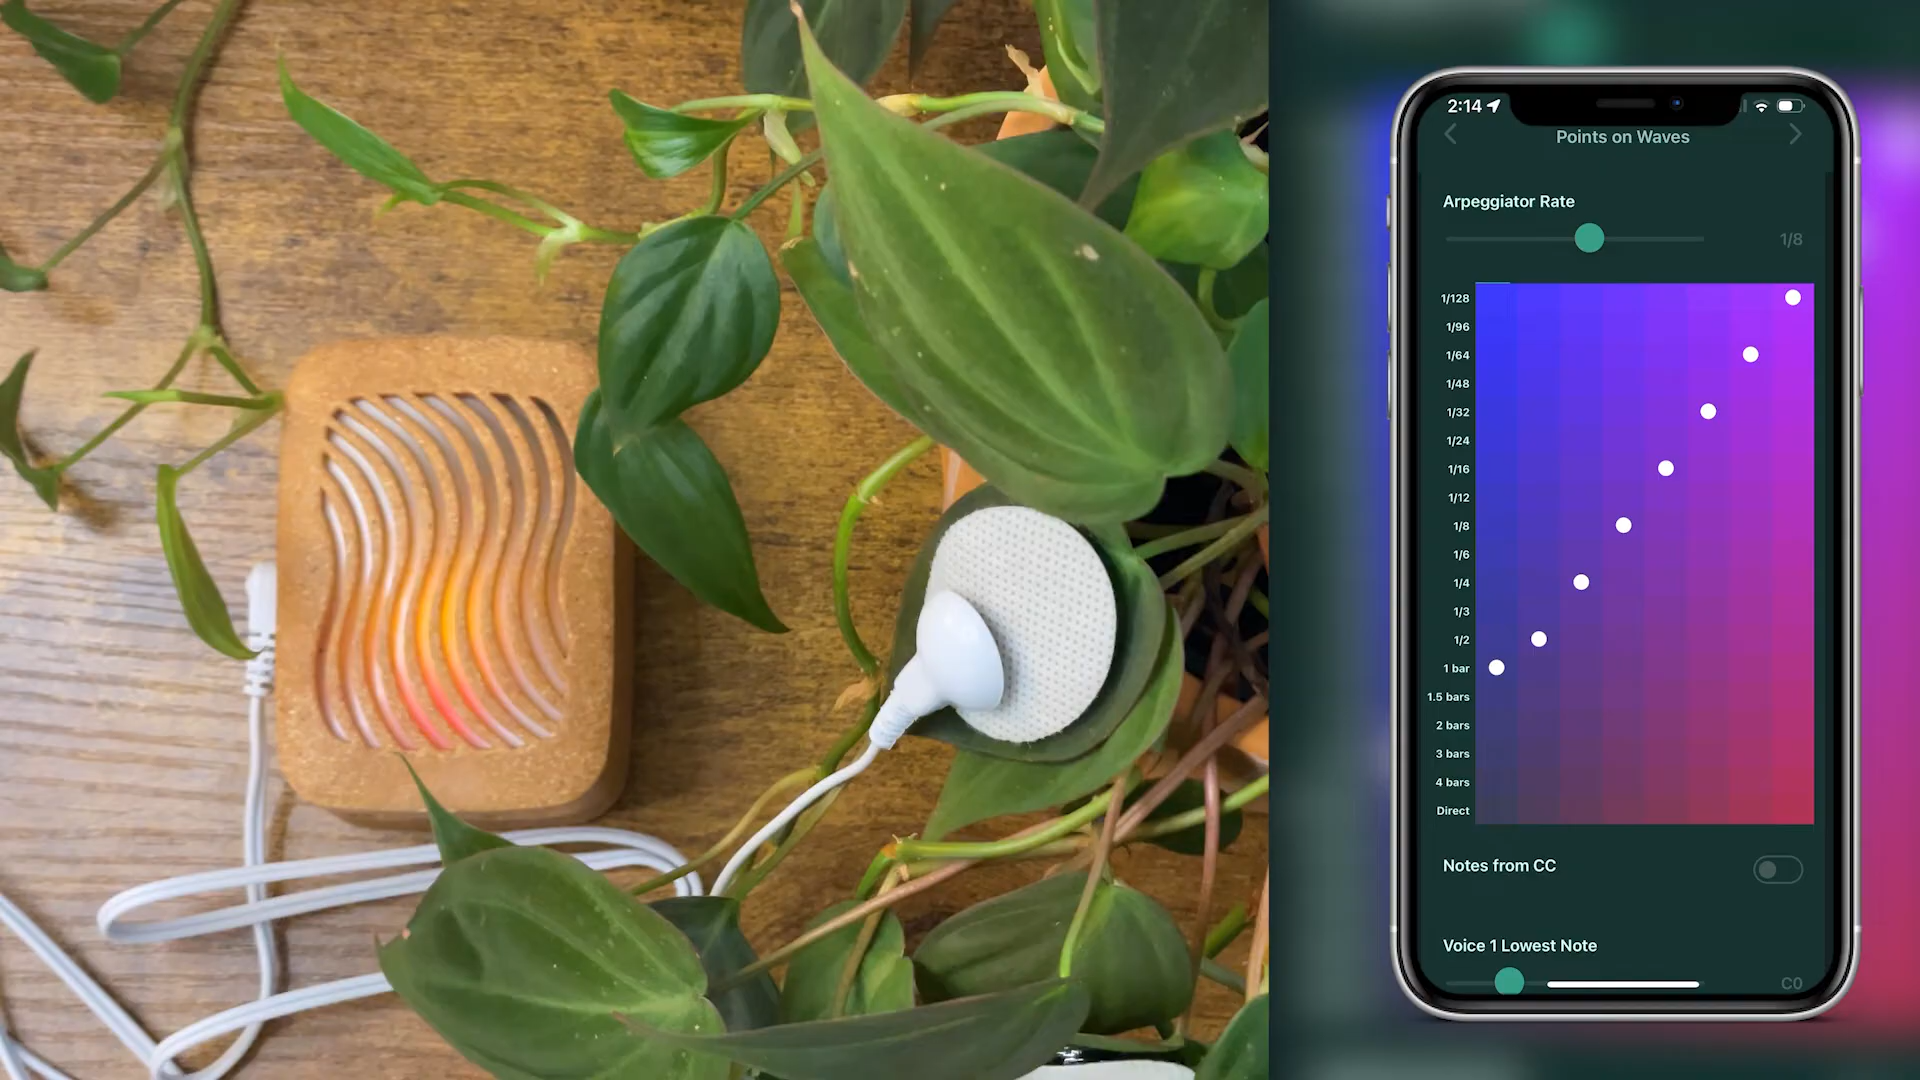 2:14
Points on Waves
Arpeggiator Rate
1/8
1/128
1/96
1/64
1/48
1/32
1/24
1/16
1/12
1/8
1/6
1/4
1/3
1/2
1 bar
1.5 bars
2 bars
3 bars
4 bars
Direct
Notes from CC
Voice 1 Lowest Note
C0